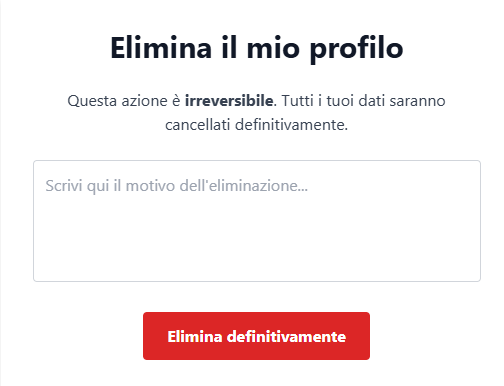 Elimina il mio profilo
Questa azione è irreversibile. Tutti i tuoi dati saranno
cancellati definitivamente.
Scrivi qui il motivo dell'eliminazione...
Elimina definitivamente